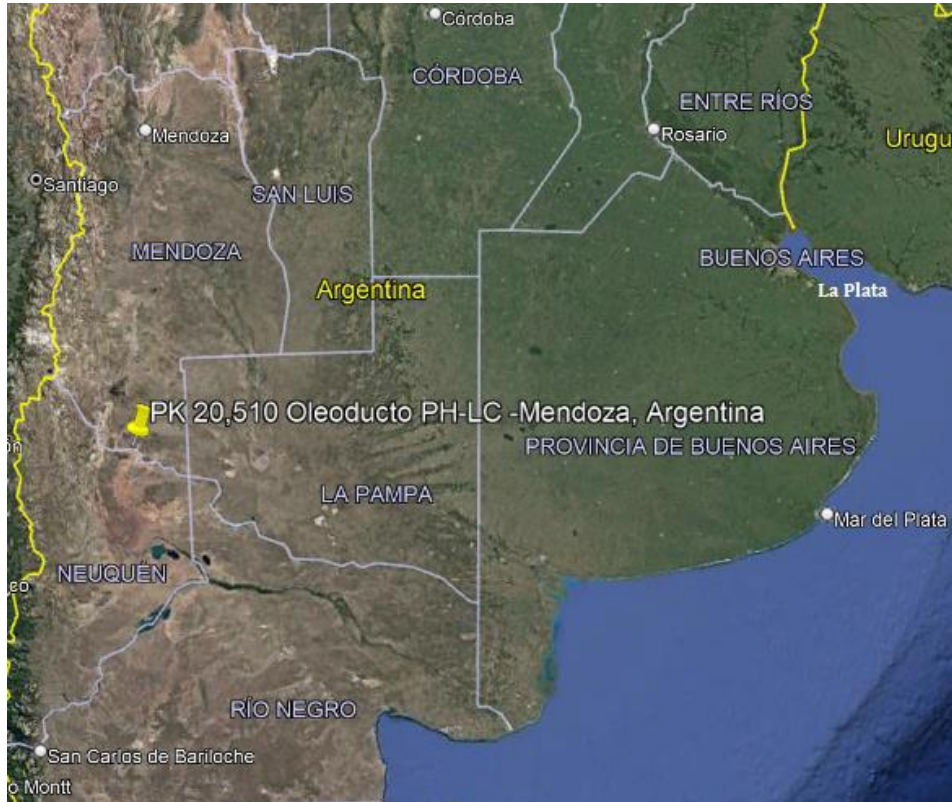 Córdoba
CÓRDOBA
ENTRE RÍOS
Mendoza
Rosario
Urugu
Santiago
SAN LUIS
MENDOZA
BUENOS AIRES
Argentina
La Plata
PK 20,510 Oleoducto PH-LC -Mendoza, Argentina
ón
PROVINCIA DE BUENOS AIRES
LA PAMPA
Mar del Plata
NEUQUÉN
eo
RÍO NEGRO
San Carlos de Bariloche
o Montt